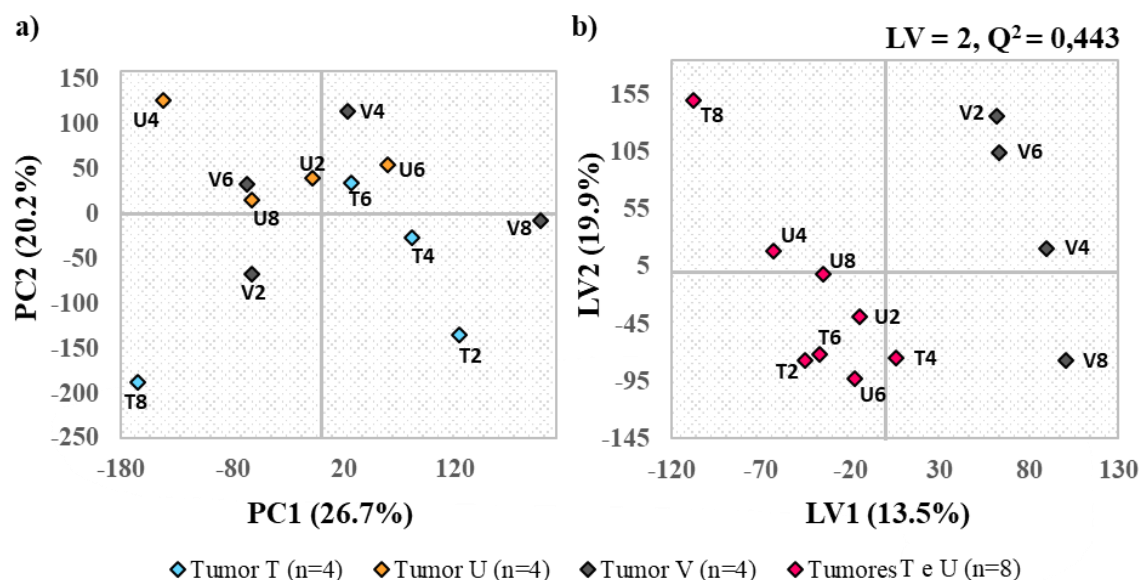 a)
PC2 (20.2%)
150
100
50
0
-50
-100
-150
-200
-250
U4
V4
V6
U2
U6
U8
T6
V8
T4
V2
T2
T8
-180 -80 20 120
PC1 (26.7%)
b)
LV = 2, Q² = 0,443
LV2 (19.9%)
155
105
55
5
-45
-95
-145
T8
V2
V6
U4
V4
U8
U2
T6
T4
T2
V8
U6
-120 -70 -20 30 80 130
LV1 (13.5%)
Tumor T (n=4) Tumor U (n=4) Tumor V (n=4) TumoresT e U (n=8)